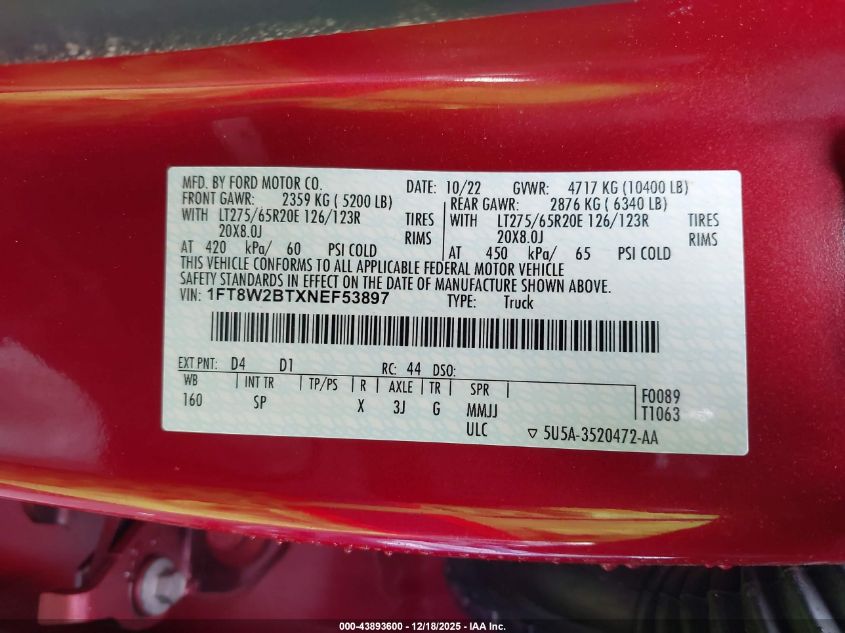 MFD. BY FORD MOTOR CO. DATE: 10/22 GVWR: 4717 KG (10400 LB)
FRONT GAWR: 2359 KG ( 5200 LB) REAR GAWR: 2876 KG ( 6340 LB)
WITH LT275/65R20E 126/123R TIRES WITH LT275/65R20E 126/123R TIRES
20X8.0J RIMS 20X8.0J RIMS
AT 420 kPa/ 60 PSI COLD AT 450 kPa/ 65 PSI COLD
THIS VEHICLE CONFORMS TO ALL APPLICABLE FEDERAL MOTOR VEHICLE
SAFETY STANDARDS IN EFFECT ON THE DATE OF MANUFACTURE SHOWN ABOVE.
VIN: 1FT8W2BTXNEF53897 TYPE: Truck
EXT PNT: D4 D1 RC: 44 DSO:
WB INT TR TP/PS R AXLE TR SPR F0089
160 SP X 3J G MMJJ T1063
ULC ▽ 5U5A-3520472-AA
000-43893600 - 12/18/2025 - IAA Inc.